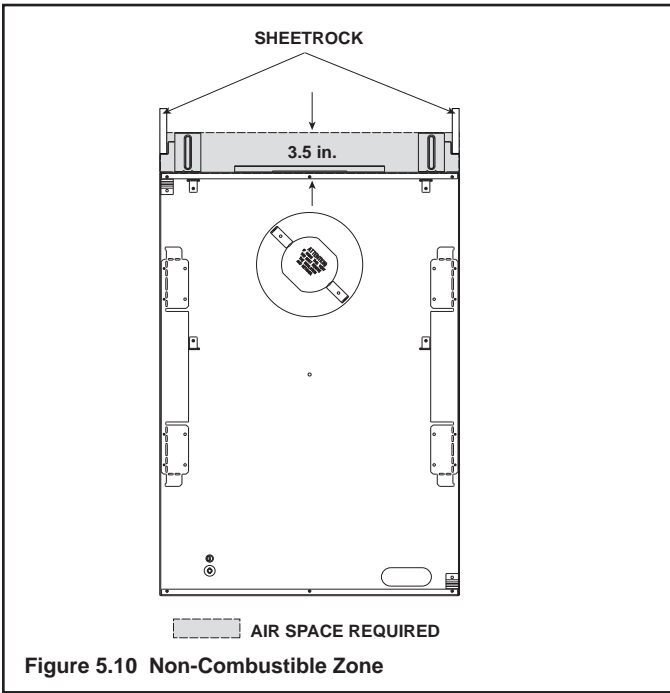 SHEETROCK
3.5 in.
AIR SPACE REQUIRED
Figure 5.10 Non-Combustible Zone